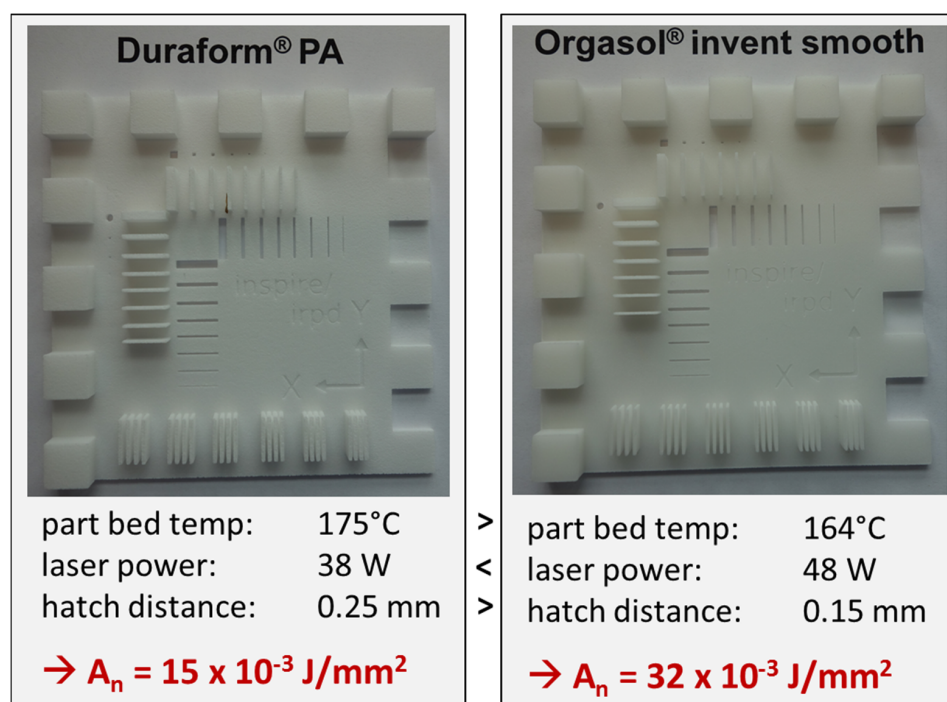 Duraform® PA
inspire/
irpd Y
X
part bed temp: 175°C
laser power: 38 W
hatch distance: 0.25 mm
→ Aₙ = 15 x 10⁻³ J/mm²
>
<
>
Orgasol® invent smooth
inspire/
irpd Y
X
part bed temp: 164°C
laser power: 48 W
hatch distance: 0.15 mm
→ Aₙ = 32 x 10⁻³ J/mm²